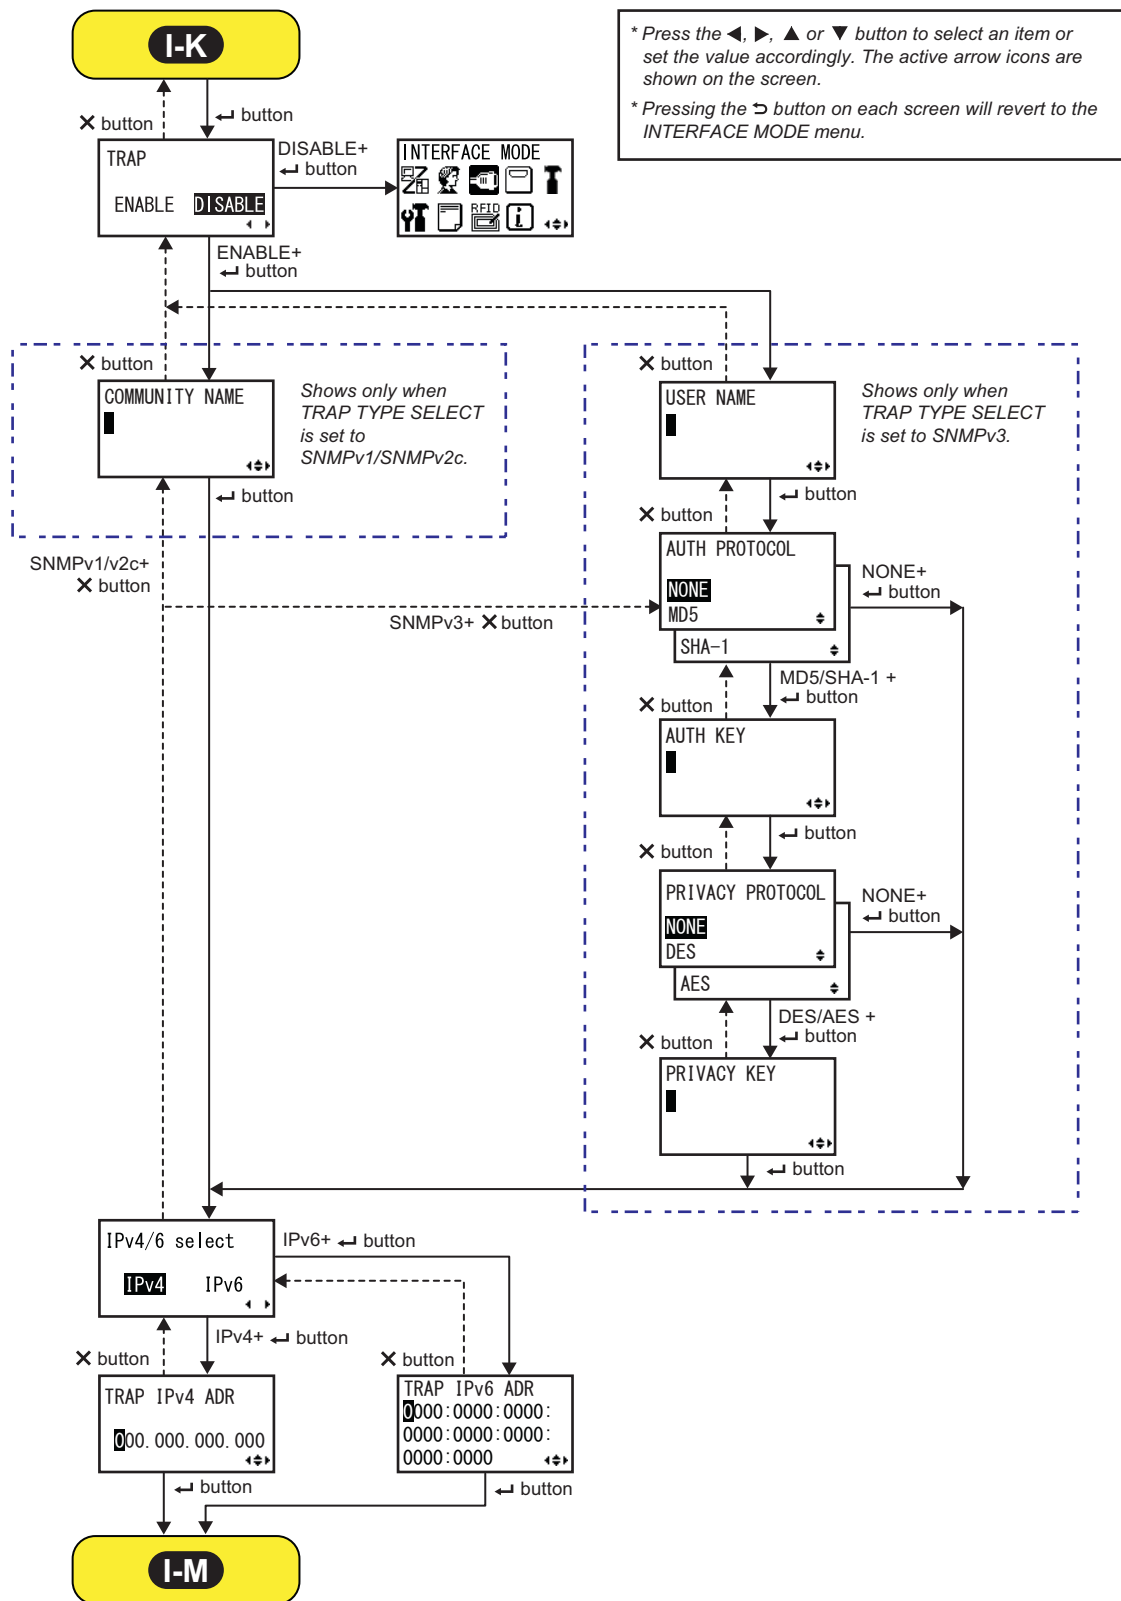 I-K
* Press the ◀, ▶, ▲ or ▼ button to select an item or
set the value accordingly. The active arrow icons are
shown on the screen.
* Pressing the ⮌ button on each screen will revert to the
INTERFACE MODE menu.
✕ button
↵ button
TRAP
ENABLE DISABLE
DISABLE+
↵ button
INTERFACE MODE
RFID
i
ENABLE+
↵ button
✕ button
COMMUNITY NAME
Shows only when
TRAP TYPE SELECT
is set to
SNMPv1/SNMPv2c.
↵ button
✕ button
USER NAME
Shows only when
TRAP TYPE SELECT
is set to SNMPv3.
↵ button
✕ button
AUTH PROTOCOL
NONE
MD5
SHA-1
NONE+
↵ button
SNMPv1/v2c+
✕ button
SNMPv3+ ✕ button
MD5/SHA-1 +
↵ button
✕ button
AUTH KEY
↵ button
✕ button
PRIVACY PROTOCOL
NONE
DES
AES
NONE+
↵ button
DES/AES +
↵ button
✕ button
PRIVACY KEY
↵ button
IPv4/6 select
IPv4 IPv6
IPv6+ ↵ button
IPv4+ ↵ button
✕ button
TRAP IPv4 ADR
000.000.000.000
↵ button
✕ button
TRAP IPv6 ADR
0000:0000:0000:
0000:0000:0000:
0000:0000
↵ button
I-M